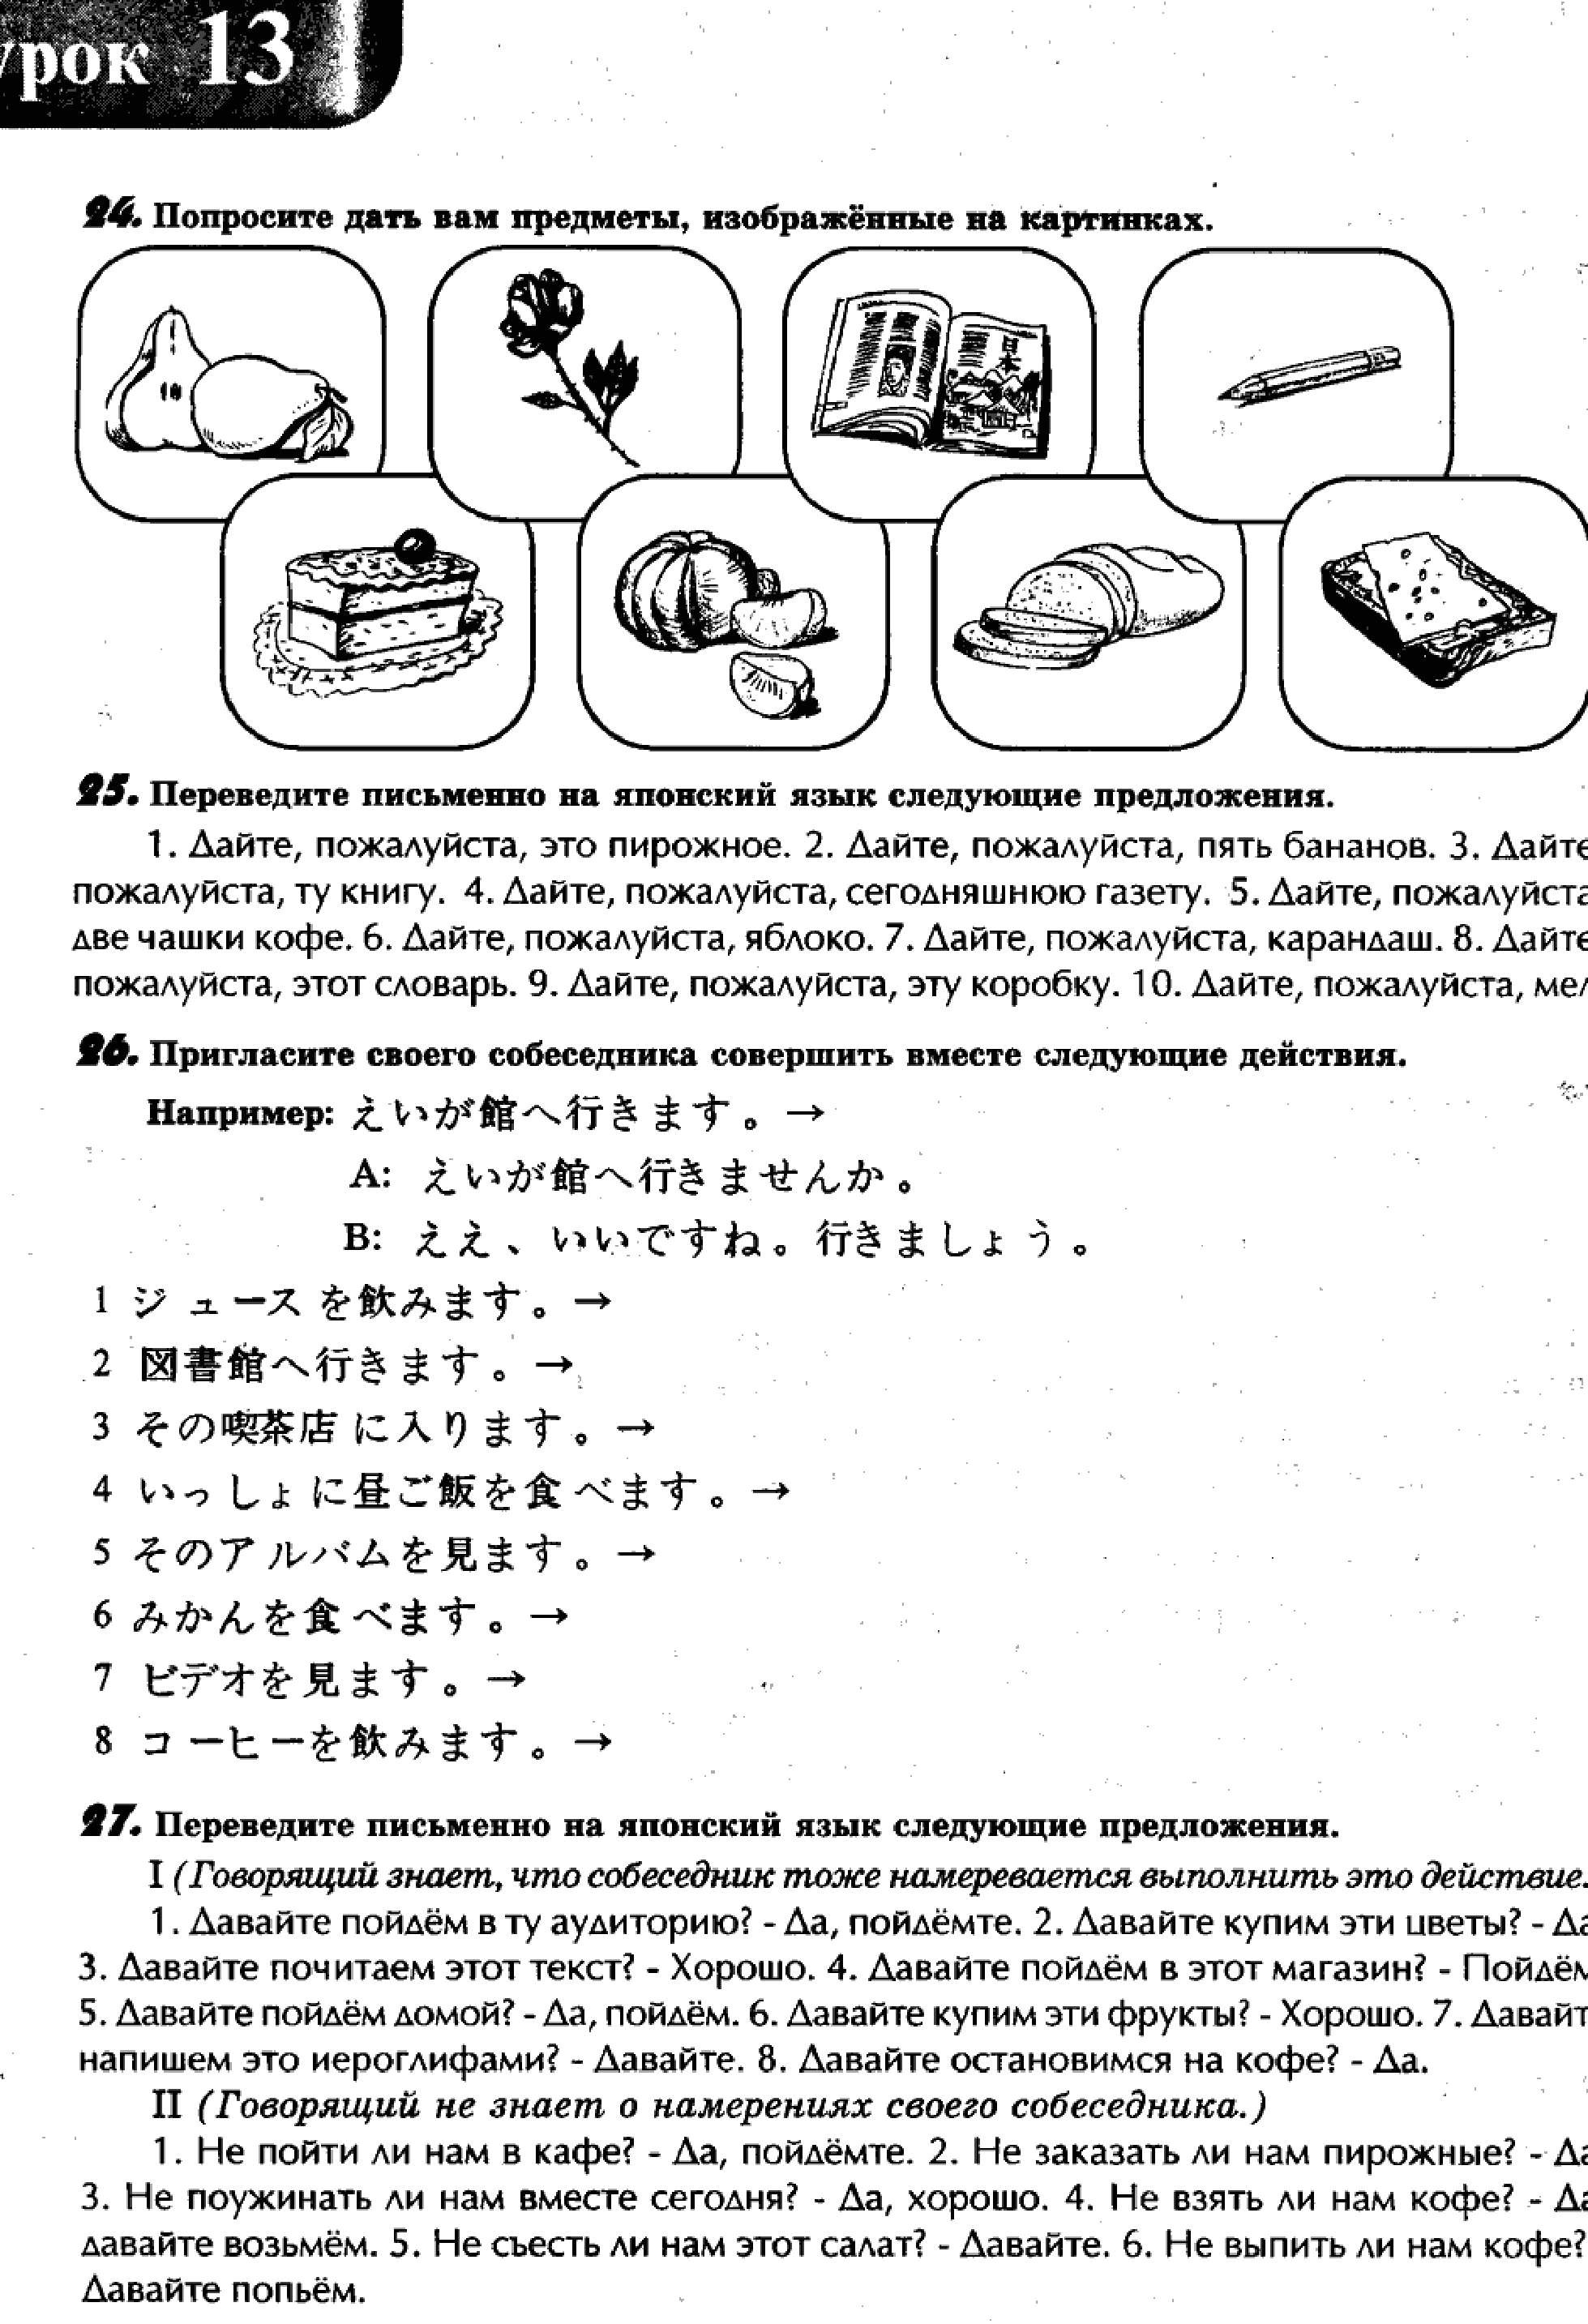 урок 13
24. Попросите дать вам предметы, изображённые на картинках.
日本
25. Переведите письменно на японский язык следующие предложения.
1. Дайте, пожалуйста, это пирожное. 2. Дайте, пожалуйста, пять бананов. 3. Дайте
пожалуйста, ту книгу. 4. Дайте, пожалуйста, сегодняшнюю газету. 5. Дайте, пожалуйста
две чашки кофе. 6. Дайте, пожалуйста, яблоко. 7. Дайте, пожалуйста, карандаш. 8. Дайте
пожалуйста, этот словарь. 9. Дайте, пожалуйста, эту коробку. 10. Дайте, пожалуйста, мел
26. Пригласите своего собеседника совершить вместе следующие действия.
Например: えいが館へ行きます。→
A: えいが館へ行きませんか。
B: ええ、いいですね。行きましょう。
1 ジュースを飲みます。→
2 図書館へ行きます。→
3 その喫茶店に入ります。→
4 いっしょに昼ご飯を食べます。→
5 そのアルバムを見ます。→
6 みかんを食べます。→
7 ビデオを見ます。→
8 コーヒーを飲みます。→
27. Переведите письменно на японский язык следующие предложения.
I (Говорящий знает, что собеседник тоже намеревается выполнить это действие.
1. Давайте пойдём в ту аудиторию? - Да, пойдёмте. 2. Давайте купим эти цветы? - Да
3. Давайте почитаем этот текст? - Хорошо. 4. Давайте пойдём в этот магазин? - Пойдём
5. Давайте пойдём домой? - Да, пойдём. 6. Давайте купим эти фрукты? - Хорошо. 7. Давайт
напишем это иероглифами? - Давайте. 8. Давайте остановимся на кофе? - Да.
II (Говорящий не знает о намерениях своего собеседника.)
1. Не пойти ли нам в кафе? - Да, пойдёмте. 2. Не заказать ли нам пирожные? - Да
3. Не поужинать ли нам вместе сегодня? - Да, хорошо. 4. Не взять ли нам кофе? - Да
давайте возьмём. 5. Не съесть ли нам этот салат? - Давайте. 6. Не выпить ли нам кофе?
Давайте попьём.